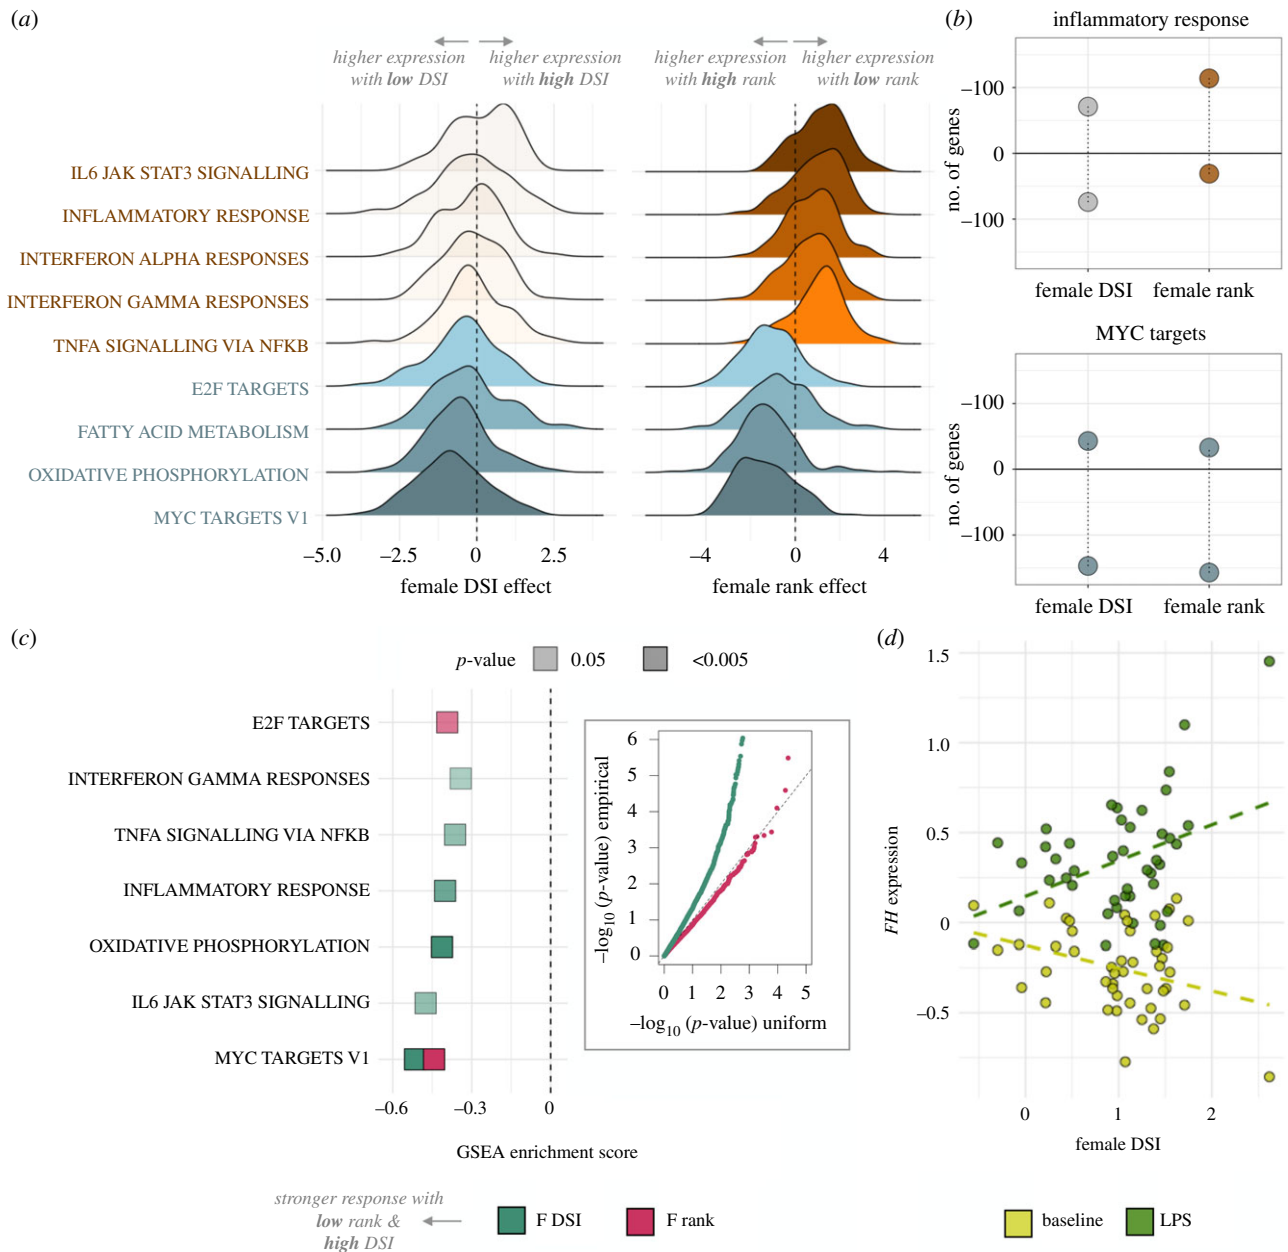 (a)
higher expression
with low DSI
higher expression
with high DSI
higher expression
with high rank
higher expression
with low rank
IL6 JAK STAT3 SIGNALLING
INFLAMMATORY RESPONSE
INTERFERON ALPHA RESPONSES
INTERFERON GAMMA RESPONSES
TNFA SIGNALLING VIA NFKB
E2F TARGETS
FATTY ACID METABOLISM
OXIDATIVE PHOSPHORYLATION
MYC TARGETS V1
–5.0 –2.5 0 2.5
female DSI effect
–4 0 4
female rank effect
(b)
inflammatory response
no. of genes
–100
0
–100
female DSI female rank
MYC targets
no. of genes
–100
0
–100
female DSI female rank
(c)
p-value 0.05 <0.005
E2F TARGETS
INTERFERON GAMMA RESPONSES
TNFA SIGNALLING VIA NFKB
INFLAMMATORY RESPONSE
OXIDATIVE PHOSPHORYLATION
IL6 JAK STAT3 SIGNALLING
MYC TARGETS V1
–0.6 –0.3 0
GSEA enrichment score
–log10 (p-value) empirical
6
5
4
3
2
1
0
0 1 2 3 4 5
–log10 (p-value) uniform
stronger response with
low rank &
high DSI
F DSI F rank
(d)
FH expression
1.5
1.0
0.5
0
–0.5
0 1 2
female DSI
baseline LPS